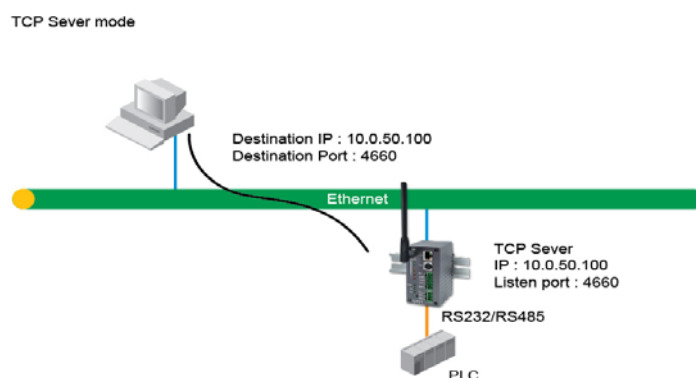 TCP Sever mode
Destination IP : 10.0.50.100
Destination Port : 4660
Ethernet
TCP Sever
IP : 10.0.50.100
Listen port : 4660
RS232/RS485
PLC